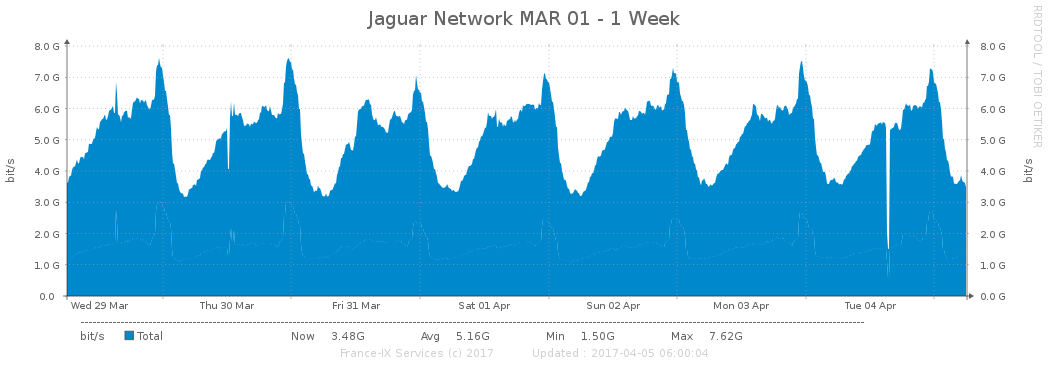 Jaguar Network MAR 01 - 1 Week
RRDTOOL / TOBI OETIKER
bit/s
bit/s
8.0 G 8.0 G
7.0 G 7.0 G
6.0 G 6.0 G
5.0 G 5.0 G
4.0 G 4.0 G
3.0 G 3.0 G
2.0 G 2.0 G
1.0 G 1.0 G
0.0 0.0 G
Wed 29 Mar Thu 30 Mar Fri 31 Mar Sat 01 Apr Sun 02 Apr Mon 03 Apr Tue 04 Apr
bit/s Total Now 3.48G Avg 5.16G Min 1.50G Max 7.62G
France-IX Services (c) 2017 Updated : 2017-04-05 06:00:04